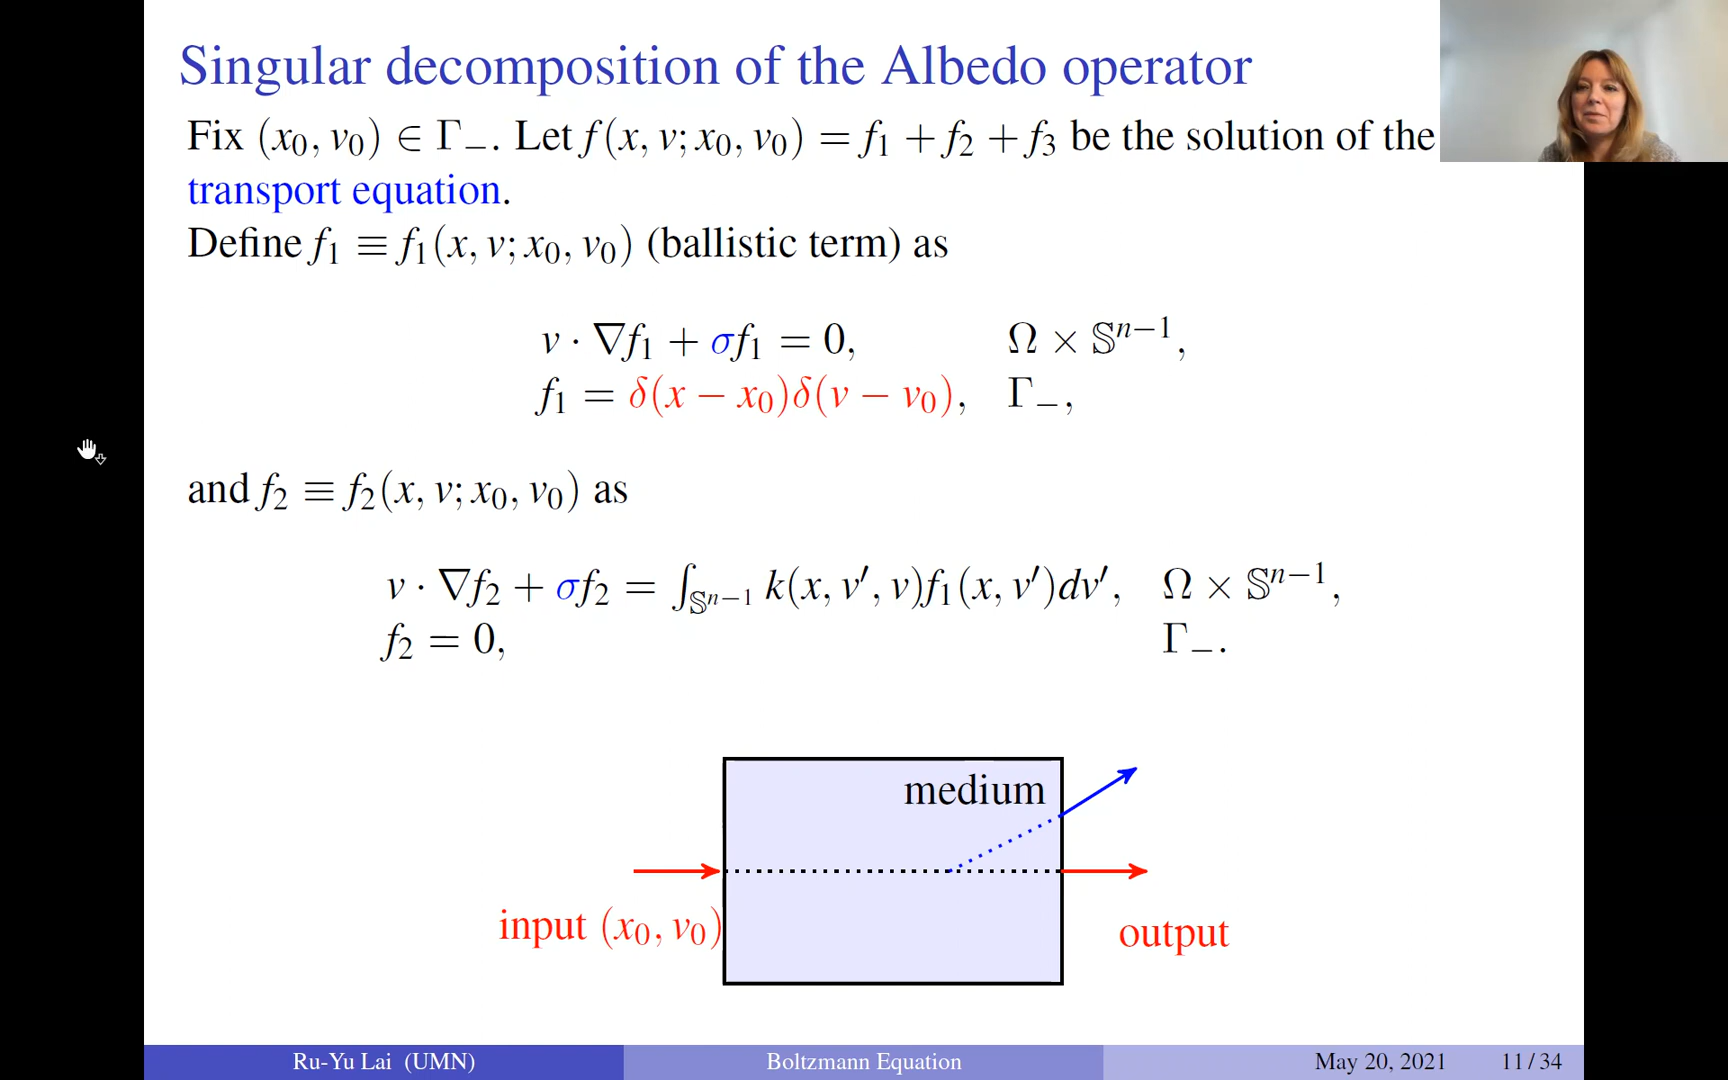 Singular decomposition of the Albedo operator
Fix (x₀, v₀) ∈ Γ₋. Let f(x, v; x₀, v₀) = f₁ + f₂ + f₃ be the solution of the
transport equation.
Define f₁ ≡ f₁(x, v; x₀, v₀) (ballistic term) as
v · ∇f₁ + σf₁ = 0, Ω × 𝕊ⁿ⁻¹,
f₁ = δ(x − x₀)δ(v − v₀), Γ₋,
and f₂ ≡ f₂(x, v; x₀, v₀) as
v · ∇f₂ + σf₂ = ∫_{𝕊ⁿ⁻¹} k(x, v′, v)f₁(x, v′)dv′, Ω × 𝕊ⁿ⁻¹,
f₂ = 0, Γ₋.
medium
input (x₀, v₀)
output
Ru-Yu Lai (UMN) Boltzmann Equation May 20, 2021 11 / 34